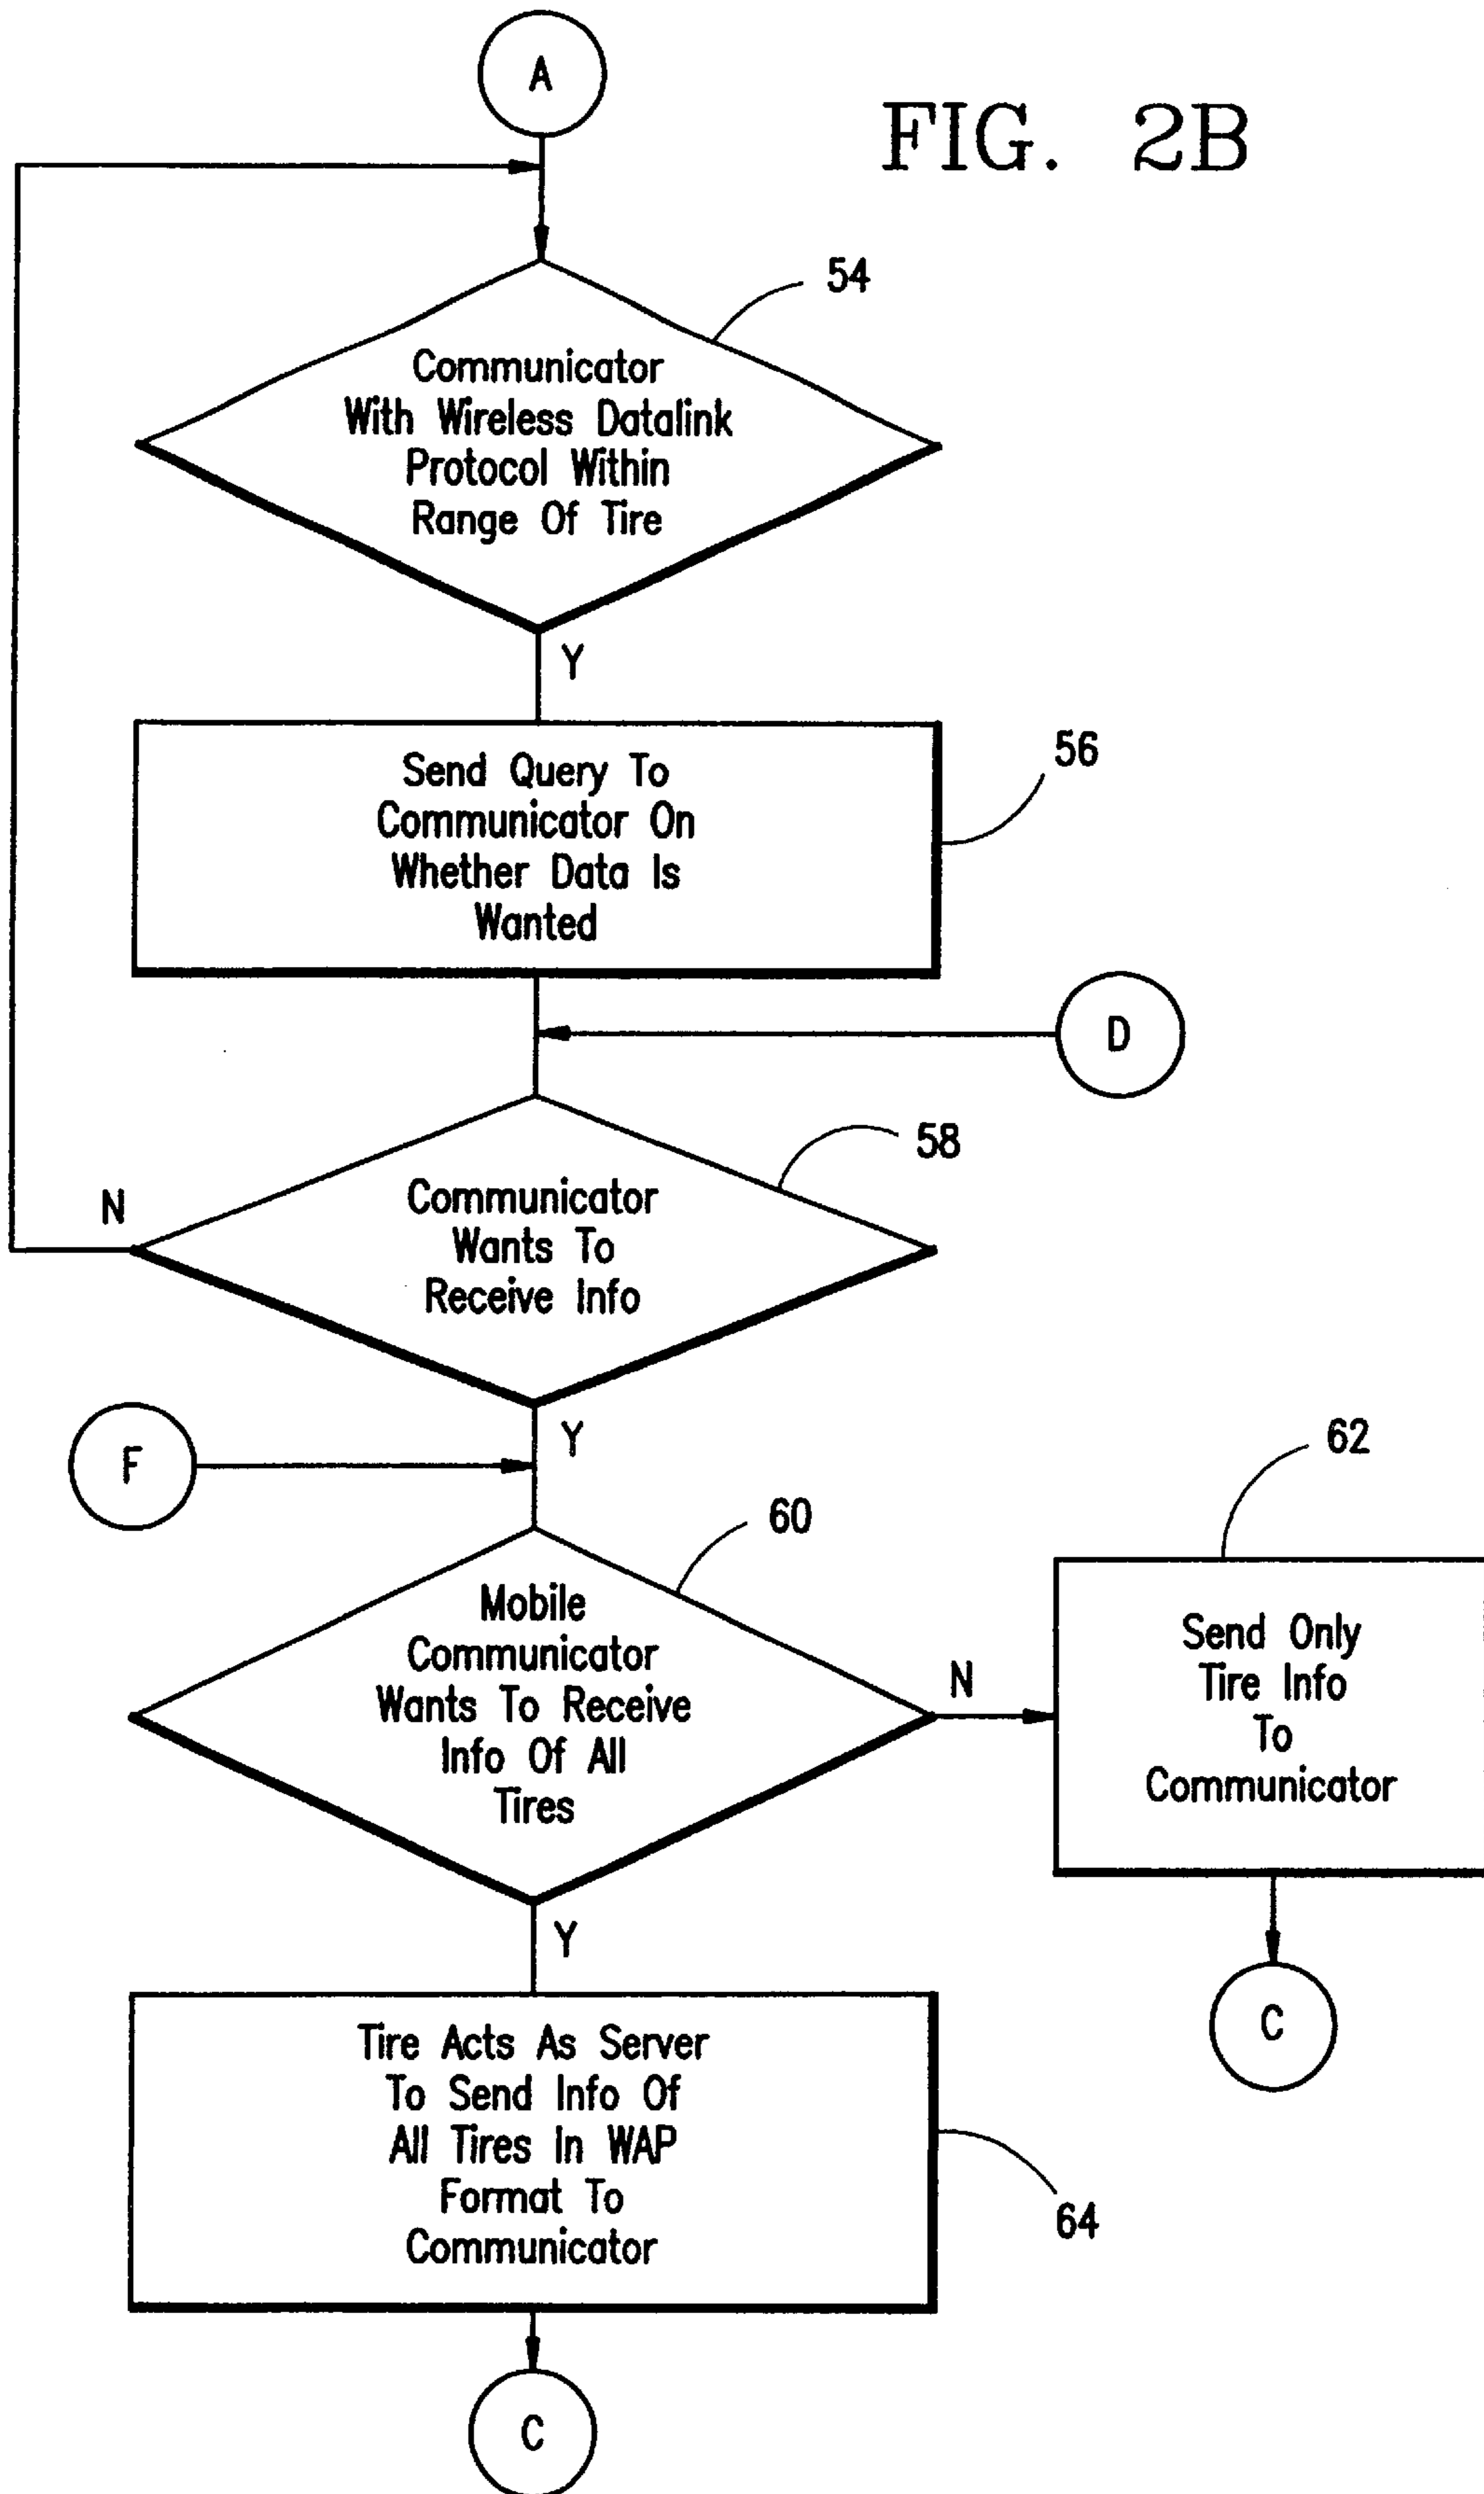 A
FIG. 2B
54
Communicator
With Wireless Datalink
Protocol Within
Range Of Tire
Y
56
Send Query To
Communicator On
Whether Data Is
Wanted
D
58
N
Communicator
Wants To
Receive Info
Y
F
62
60
Mobile
Communicator
Wants To Receive
Info Of All
Tires
N
Send Only
Tire Info
To
Communicator
Y
C
Tire Acts As Server
To Send Info Of
All Tires In WAP
Format To
Communicator
64
C